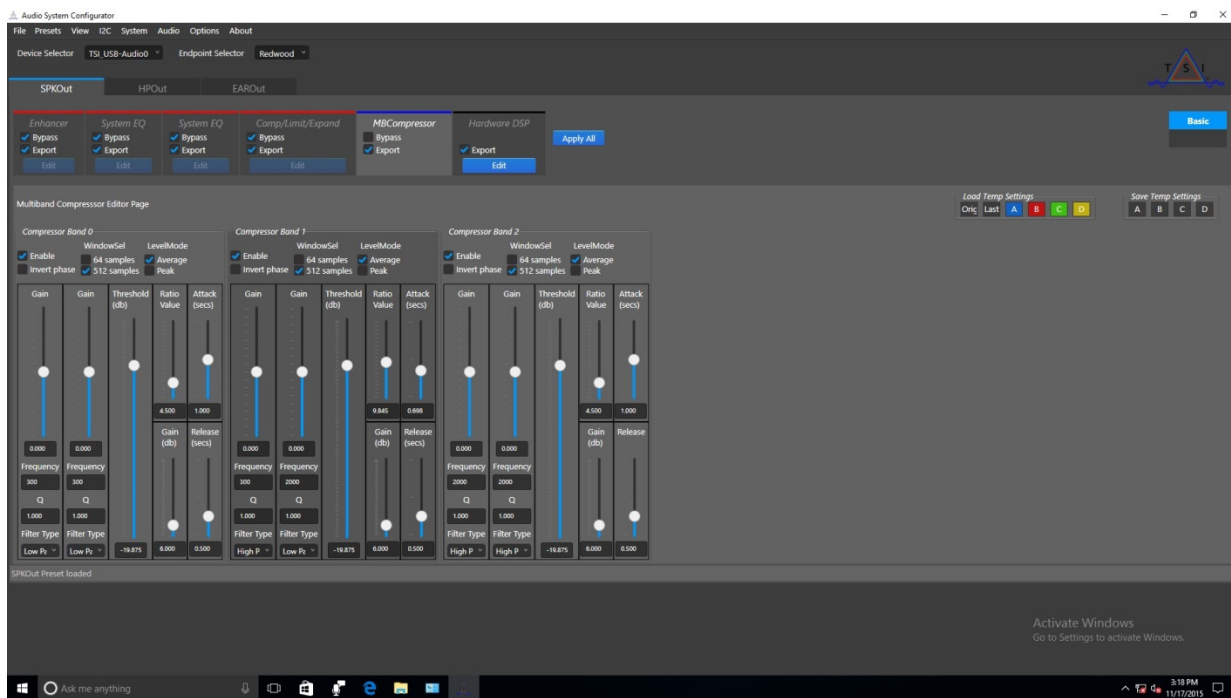 Audio System Configurator
File Presets View I2C System Audio Options About
Device Selector TSI_USB-Audio0 Endpoint Selector Redwood
T S I
SPKOut HPOut EAROut
Enhancer System EQ System EQ Comp/Limit/Expand MBCompressor Hardware DSP Basic
Bypass Bypass Bypass Bypass Bypass
Apply All
Export Export Export Export Export Export
Edit Edit Edit Edit Edit
Multiband Compresssor Editor Page
Load Temp Settings Save Temp Settings
Orig Last A B C D A B C D
Compressor Band 0 Compressor Band 1 Compressor Band 2
WindowSel LevelMode WindowSel LevelMode WindowSel LevelMode
Enable 64 samples Average Enable 64 samples Average Enable 64 samples Average
Invert phase 512 samples Peak Invert phase 512 samples Peak Invert phase 512 samples Peak
Gain Gain Threshold Ratio Attack Gain Gain Threshold Ratio Attack Gain Gain Threshold Ratio Attack
(db) Value (secs) (db) Value (secs) (db) Value (secs)
4.500 1.000 9.845 0.698 4.500 1.000
Gain Release Gain Release Gain Release
(db) (secs) (db) (secs) (db)
0.000 0.000 0.000 0.000 0.000 0.000
Frequency Frequency Frequency Frequency Frequency Frequency
300 300 300 2000 2000 2000
Q Q Q Q Q Q
1.000 1.000 1.000 1.000 1.000 1.000
Filter Type Filter Type Filter Type Filter Type Filter Type Filter Type
Low Pa Low Pa -19.875 6.000 0.500 High P Low Pa -19.875 6.000 0.500 High P High P -19.875 6.000 0.500
SPKOut Preset loaded
Activate Windows
Go to Settings to activate Windows.
Ask me anything
3:18 PM
11/17/2015